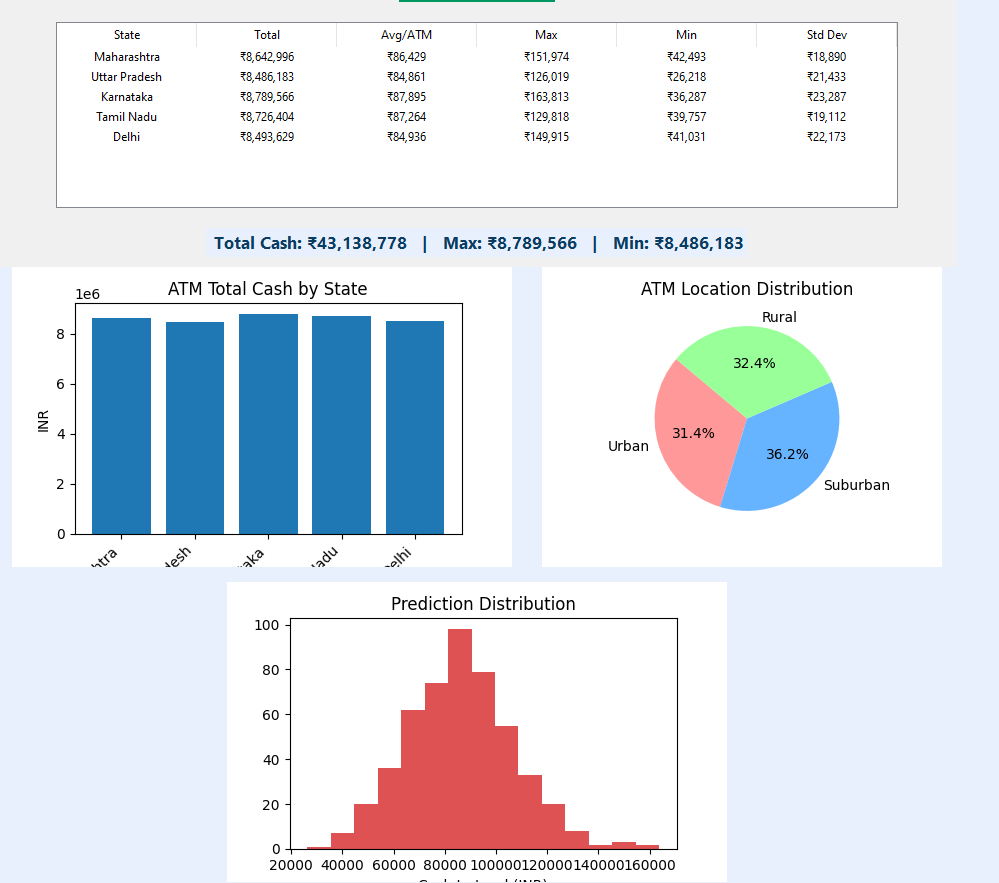 State Total Avg/ATM Max Min Std Dev
Maharashtra ₹8,642,996 ₹86,429 ₹151,974 ₹42,493 ₹18,890
Uttar Pradesh ₹8,486,183 ₹84,861 ₹126,019 ₹26,218 ₹21,433
Karnataka ₹8,789,566 ₹87,895 ₹163,813 ₹36,287 ₹23,287
Tamil Nadu ₹8,726,404 ₹87,264 ₹129,818 ₹39,757 ₹19,112
Delhi ₹8,493,629 ₹84,936 ₹149,915 ₹41,031 ₹22,173
Total Cash: ₹43,138,778 | Max: ₹8,789,566 | Min: ₹8,486,183
ATM Total Cash by State
1e6
8
6
4
2
0
INR
ATM Location Distribution
Rural
32.4%
31.4%
Urban
36.2%
Suburban
Prediction Distribution
100
80
60
40
20
0
20000 40000 60000 80000 100000 120000 140000 160000